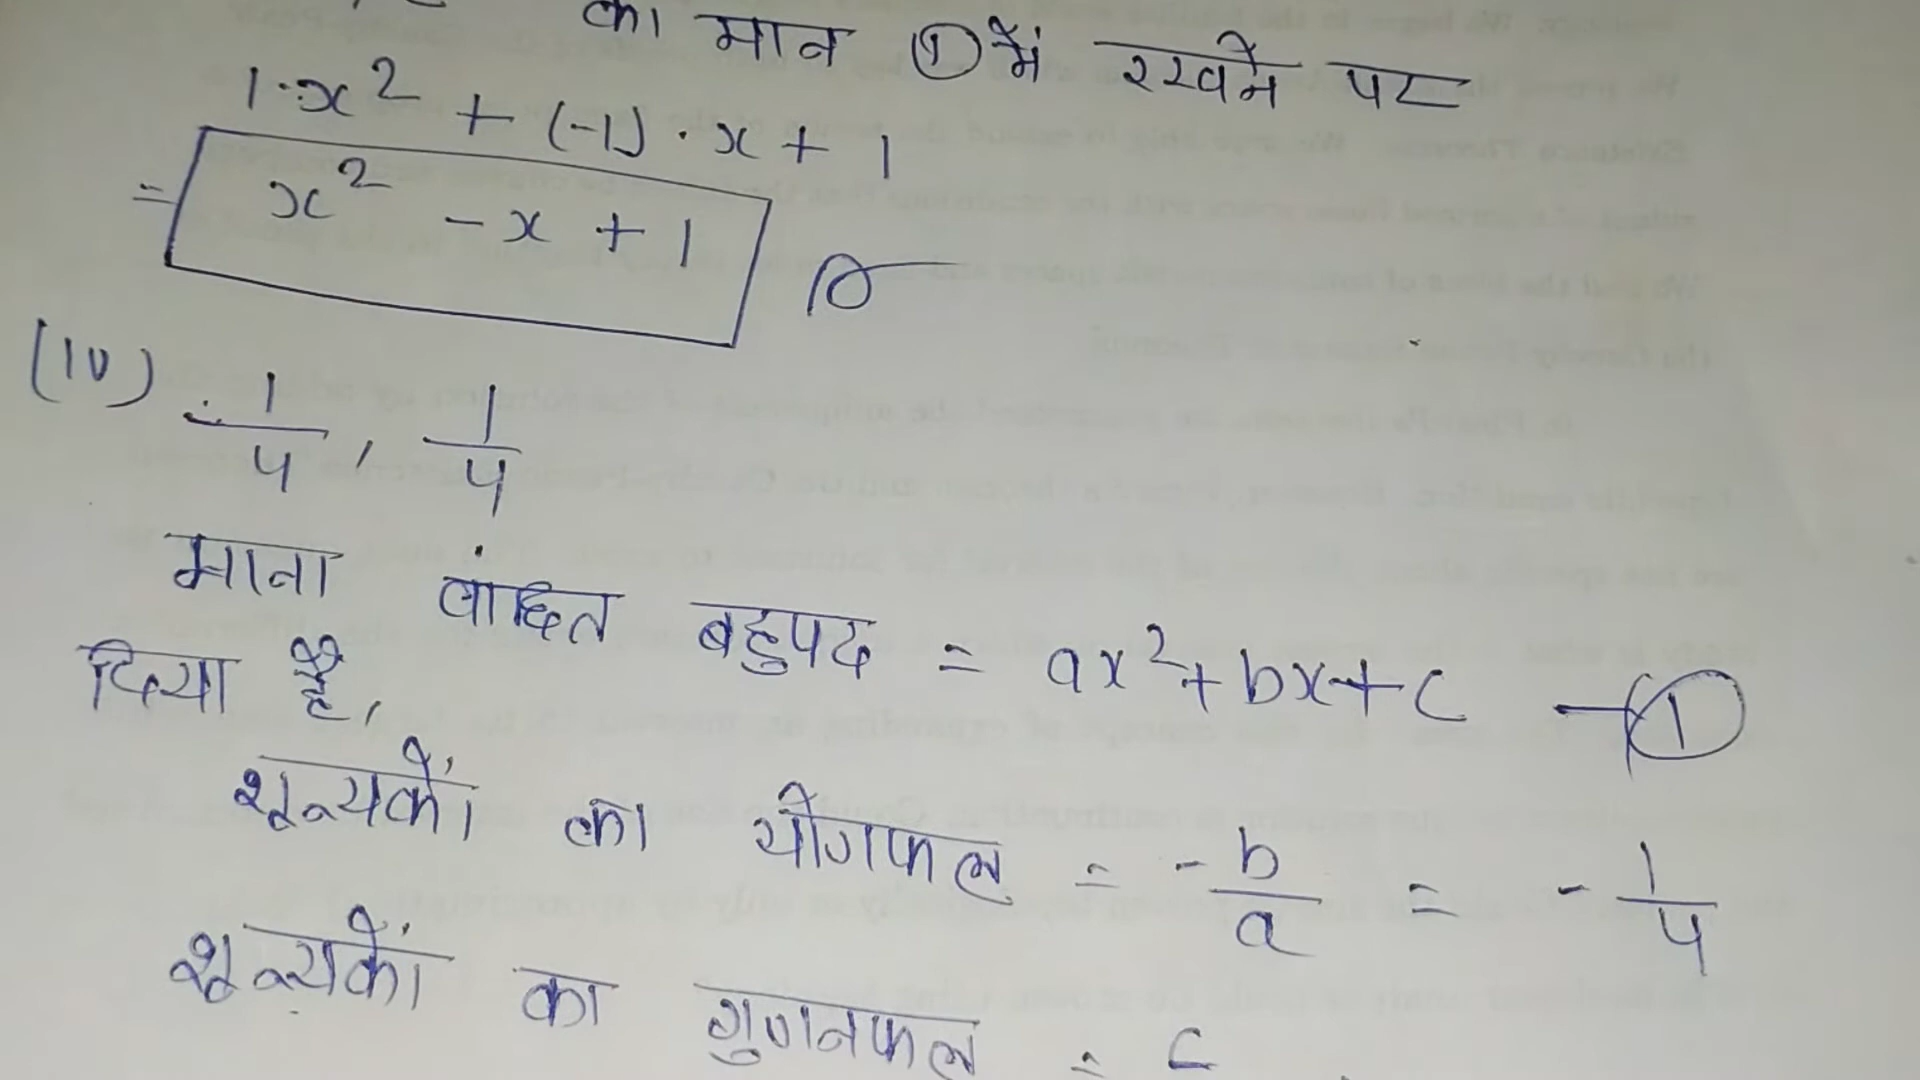 का मान ① में रखने पर
1·x² + (-1)·x + 1
= x² - x + 1
(iv) -1/4, 1/4
माना वांछित बहुपद = ax² + bx + c —①
दिया है,
शून्यकों का योगफल = -b/a = -1/4
शून्यकों का गुणनफल = c